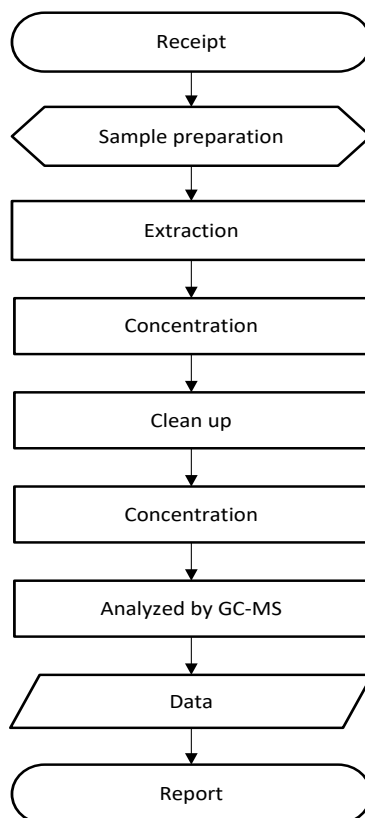 Receipt
Sample preparation
Extraction
Concentration
Clean up
Concentration
Analyzed by GC-MS
Data
Report